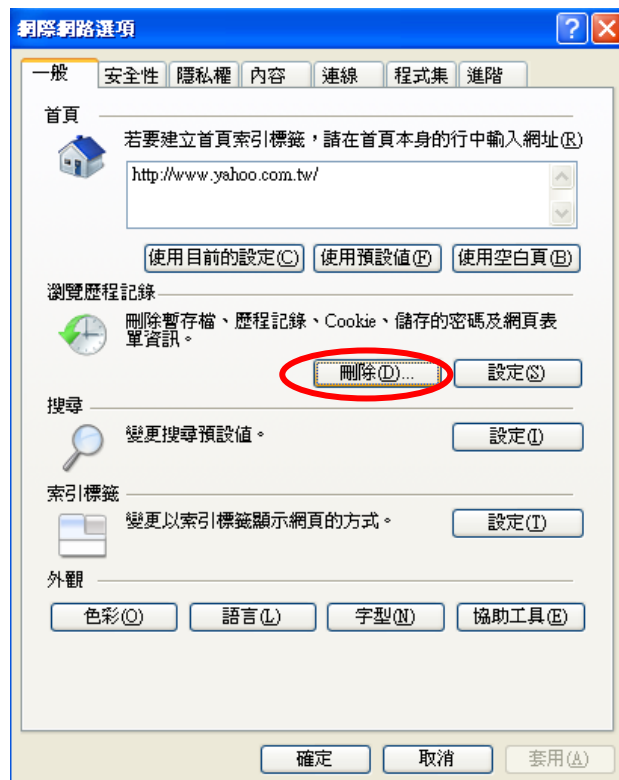 網際網路選項
一般 安全性 隱私權 內容 連線 程式集 進階
首頁
若要建立首頁索引標籤，請在首頁本身的行中輸入網址(R)
http://www.yahoo.com.tw/
使用目前的設定(C) 使用預設值(F) 使用空白頁(B)
瀏覽歷程記錄
刪除暫存檔、歷程記錄、Cookie、儲存的密碼及網頁表
單資訊。
刪除(D)... 設定(S)
搜尋
變更搜尋預設值。 設定(I)
索引標籤
變更以索引標籤顯示網頁的方式。 設定(T)
外觀
色彩(O) 語言(L) 字型(N) 協助工具(E)
確定 取消 套用(A)